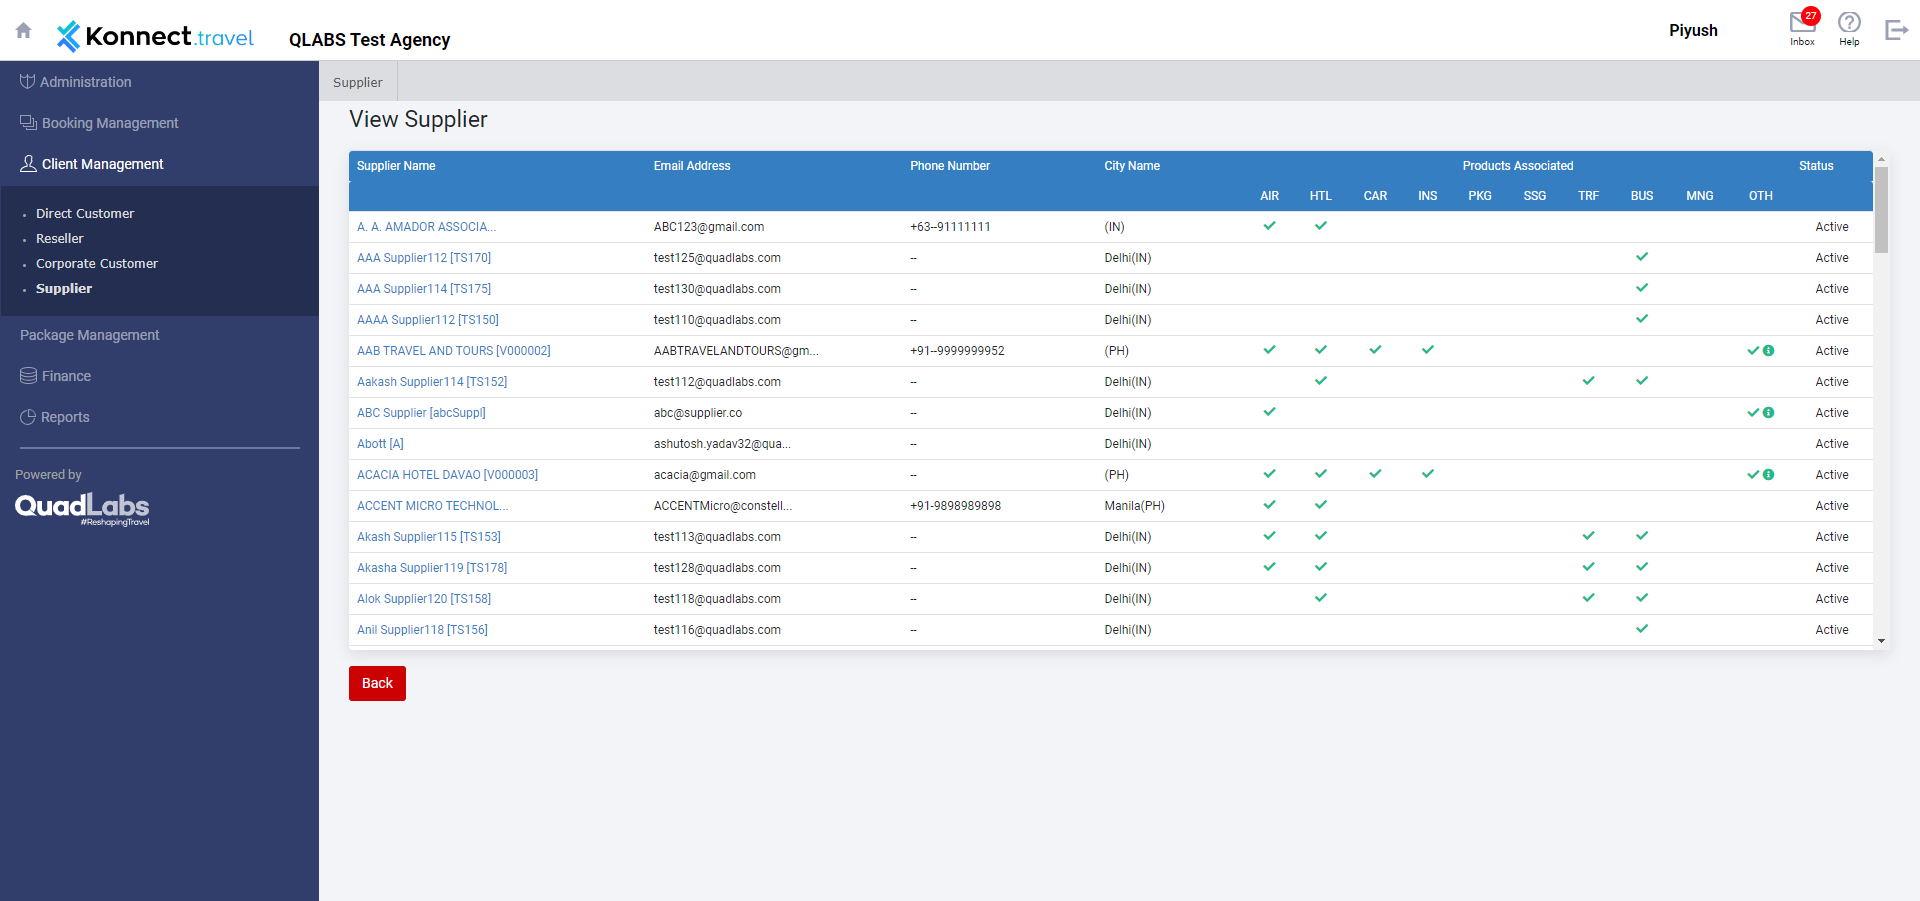 Konnect.travel
QLABS Test Agency
Piyush
27
Inbox
Help
Administration
Booking Management
Client Management
Direct Customer
Reseller
Corporate Customer
Supplier
Package Management
Finance
Reports
Powered by
QuadLabs
#ReshapingTravel
Supplier
View Supplier
Supplier Name Email Address Phone Number City Name Products Associated Status
AIR HTL CAR INS PKG SSG TRF BUS MNG OTH
A. A. AMADOR ASSOCIA... ABC123@gmail.com +63--91111111 (IN) Active
AAA Supplier112 [TS170] test125@quadlabs.com -- Delhi(IN) Active
AAA Supplier114 [TS175] test130@quadlabs.com -- Delhi(IN) Active
AAAA Supplier112 [TS150] test110@quadlabs.com -- Delhi(IN) Active
AAB TRAVEL AND TOURS [V000002] AABTRAVELANDTOURS@gm... +91--9999999952 (PH) Active
Aakash Supplier114 [TS152] test112@quadlabs.com -- Delhi(IN) Active
ABC Supplier [abcSuppl] abc@supplier.co -- Delhi(IN) Active
Abott [A] ashutosh.yadav32@qua... -- Delhi(IN) Active
ACACIA HOTEL DAVAO [V000003] acacia@gmail.com -- (PH) Active
ACCENT MICRO TECHNOL... ACCENTMicro@constell... +91-9898989898 Manila(PH) Active
Akash Supplier115 [TS153] test113@quadlabs.com -- Delhi(IN) Active
Akasha Supplier119 [TS178] test128@quadlabs.com -- Delhi(IN) Active
Alok Supplier120 [TS158] test118@quadlabs.com -- Delhi(IN) Active
Anil Supplier118 [TS156] test116@quadlabs.com -- Delhi(IN) Active
Back